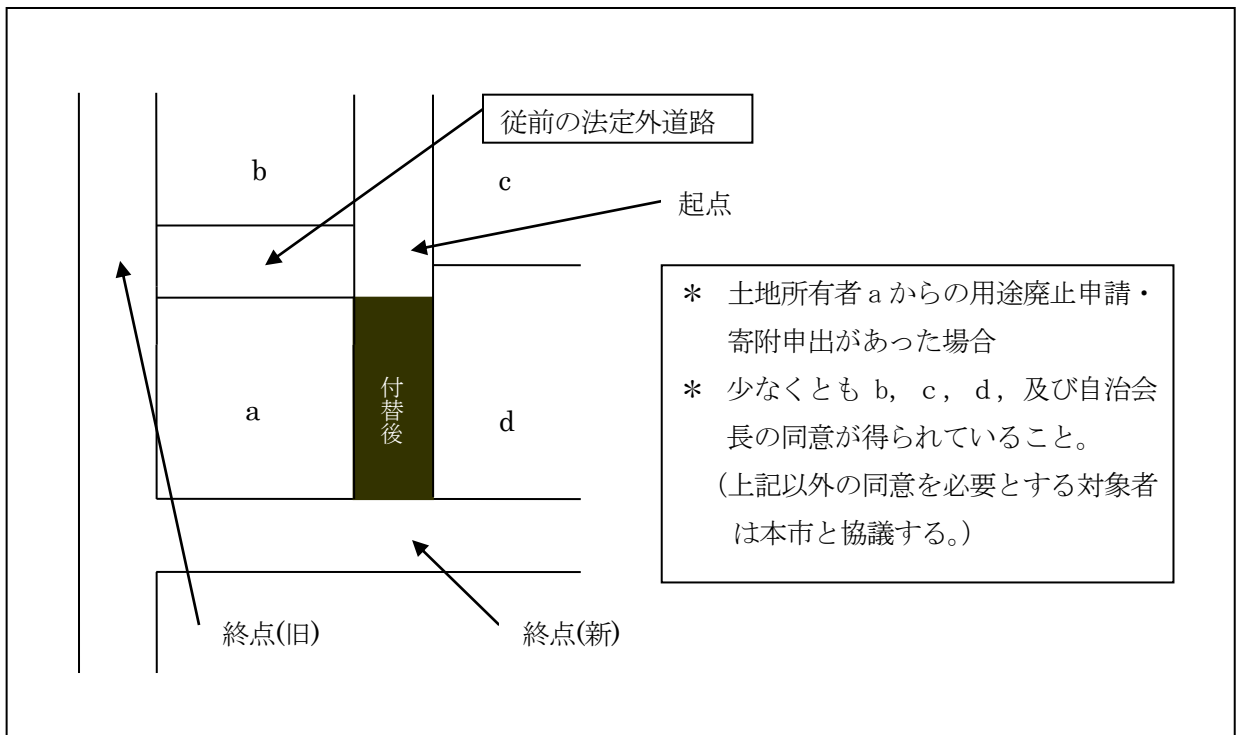 従前の法定外道路
b
c
起点
＊　土地所有者ａからの用途廃止申請・
寄附申出があった場合
＊　少なくとも b，ｃ，ｄ，及び自治会
長の同意が得られていること。
（上記以外の同意を必要とする対象者
は本市と協議する。）
付替後
a
d
終点(旧)
終点(新)